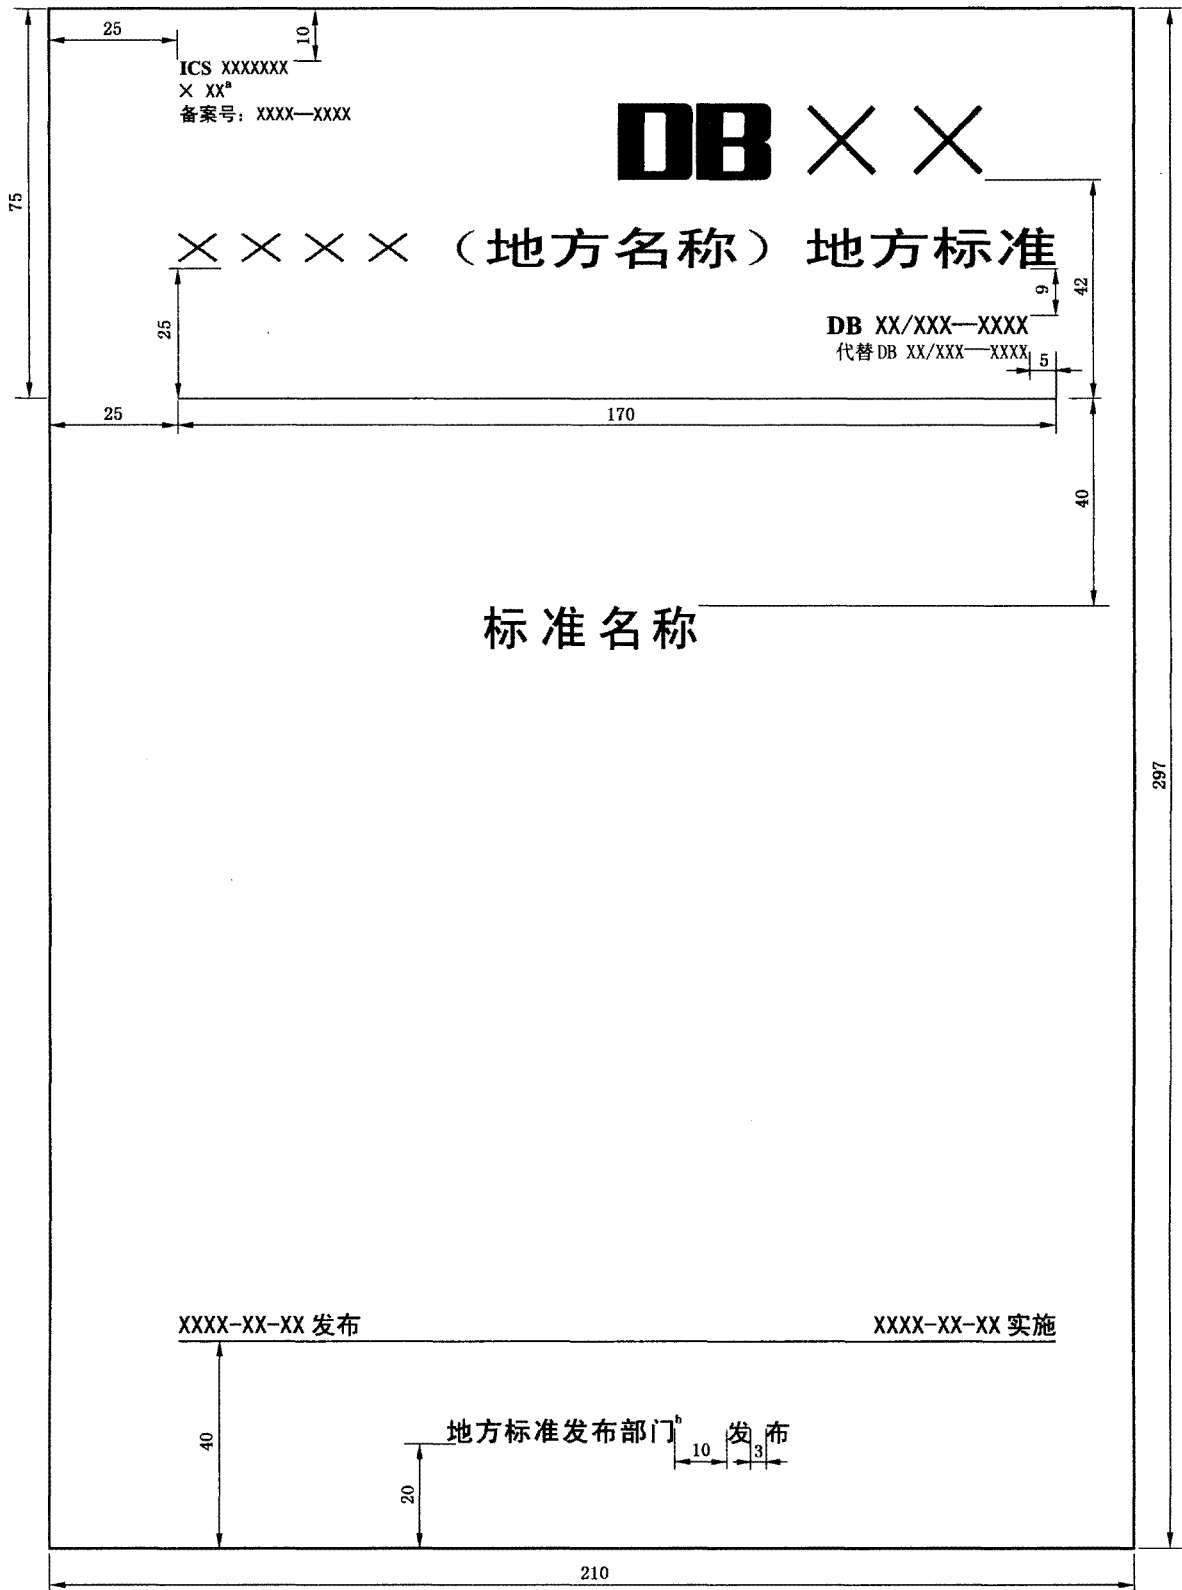 25
10
ICS XXXXXXX
× XXᵃ
备案号：XXXX—XXXX
DB××
75
××××（地方名称）地方标准
9
42
25
DB XX/XXX—XXXX
代替DB XX/XXX—XXXX
5
25
170
40
标准名称
297
XXXX-XX-XX 发布
XXXX-XX-XX 实施
40
地方标准发布部门ᵇ
发布
10
3
20
210